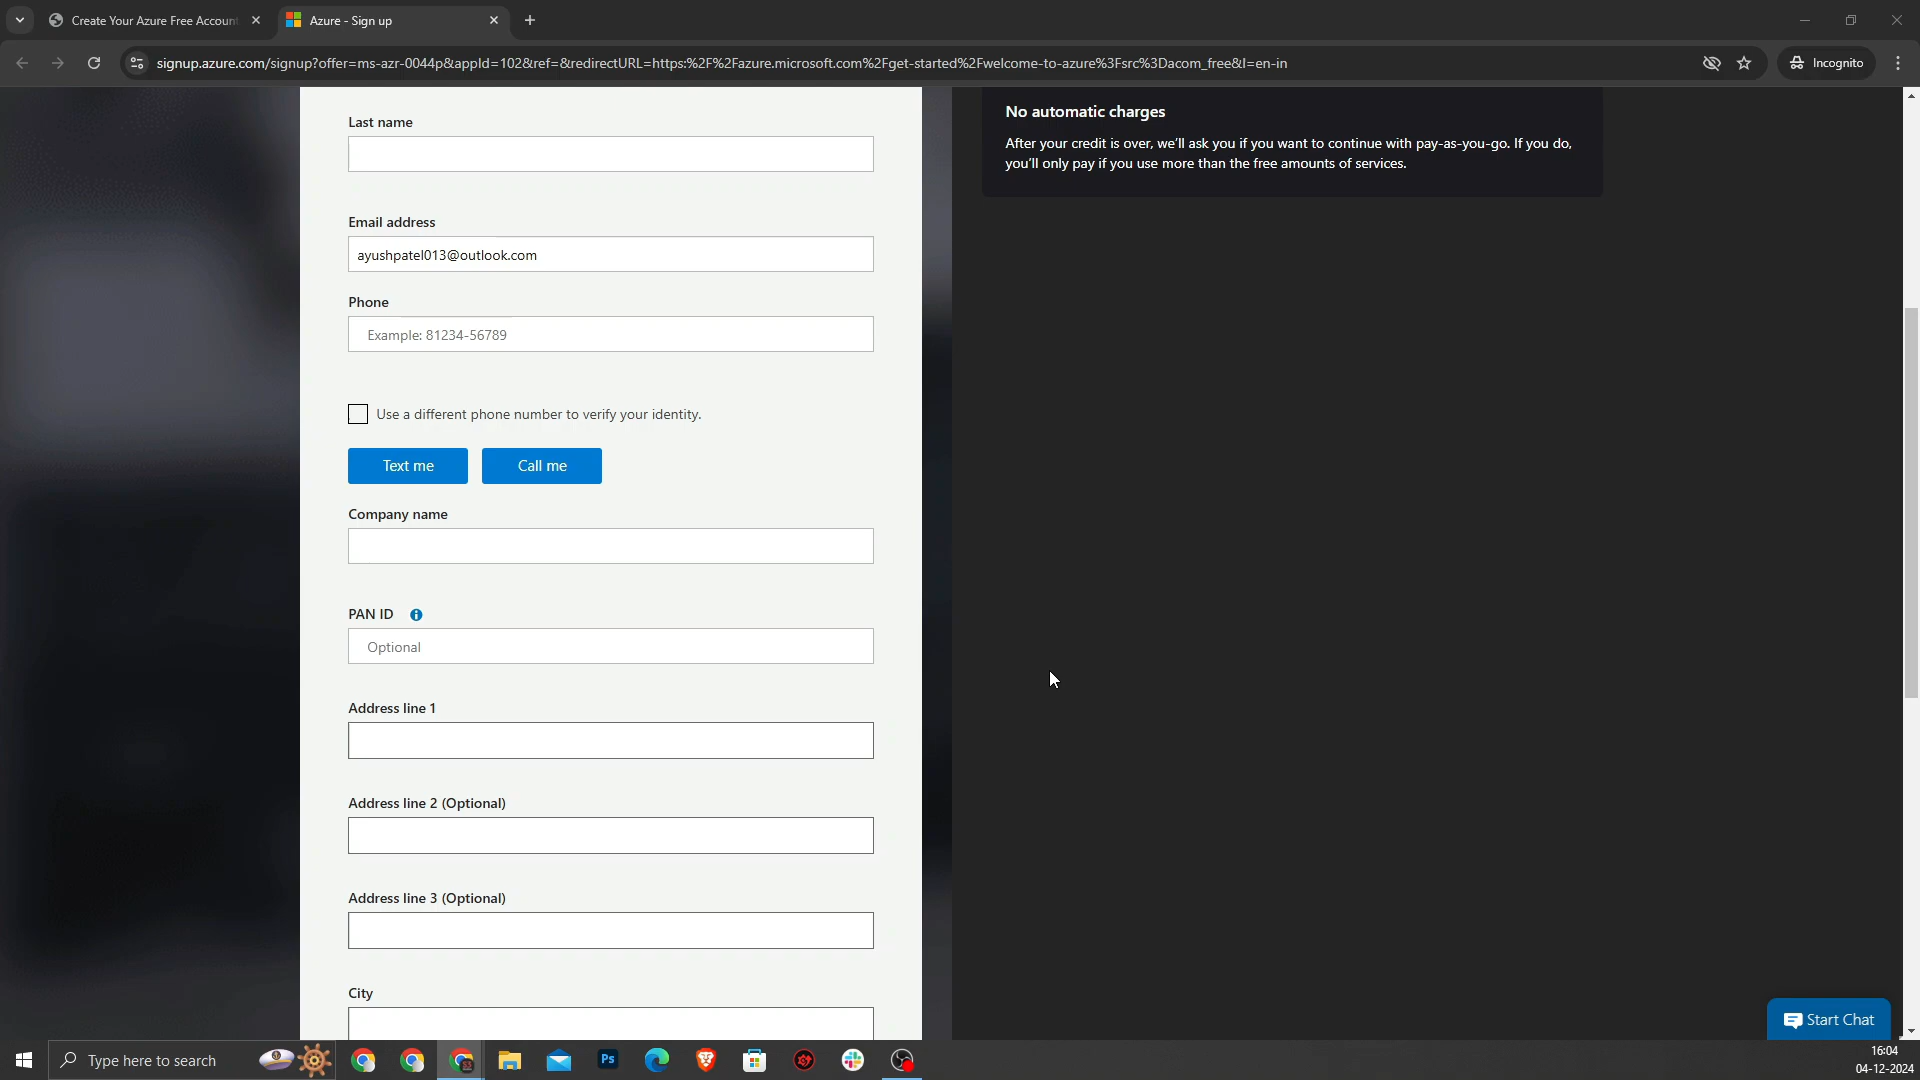 Create Your Azure Free Accoun
Azure - Sign up
signup.azure.com/signup?offer=ms-azr-0044p&appId=102&ref=&redirectURL=https:%2F%2Fazure.microsoft.com%2Fget-started%2Fwelcome-to-azure%3Fsrc%3Dacom_free&l=en-in
Incognito
Last name
Email address
ayushpatel013@outlook.com
Phone
Example: 81234-56789
Use a different phone number to verify your identity.
Text me
Call me
Company name
PAN ID
Optional
Address line 1
Address line 2 (Optional)
Address line 3 (Optional)
City
No automatic charges
After your credit is over, we'll ask you if you want to continue with pay-as-you-go. If you do,
you'll only pay if you use more than the free amounts of services.
Start Chat
Type here to search
Ps
16:04
04-12-2024